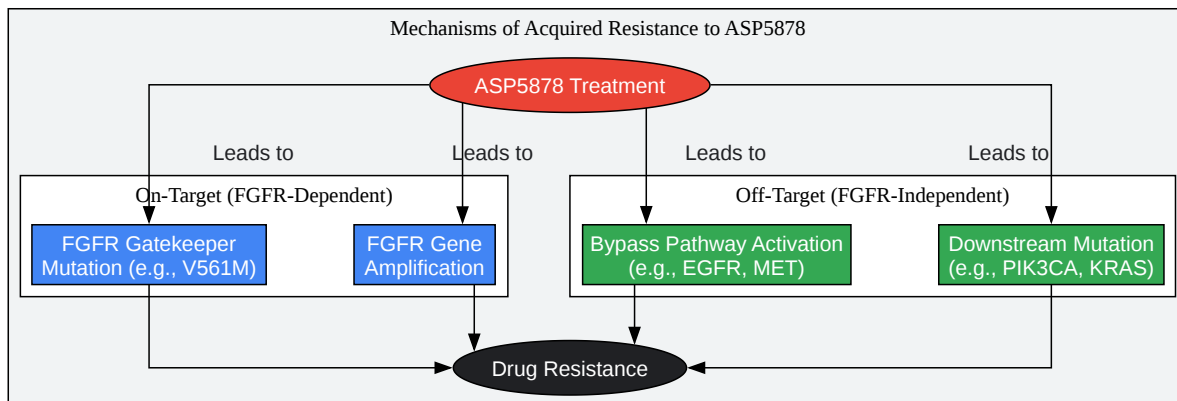 Mechanisms of Acquired Resistance to ASP5878
ASP5878 Treatment
Leads to
Leads to
Leads to
Leads to
On-Target (FGFR-Dependent)
Off-Target (FGFR-Independent)
FGFR Gatekeeper
Mutation (e.g., V561M)
FGFR Gene
Amplification
Bypass Pathway Activation
(e.g., EGFR, MET)
Downstream Mutation
(e.g., PIK3CA, KRAS)
Drug Resistance